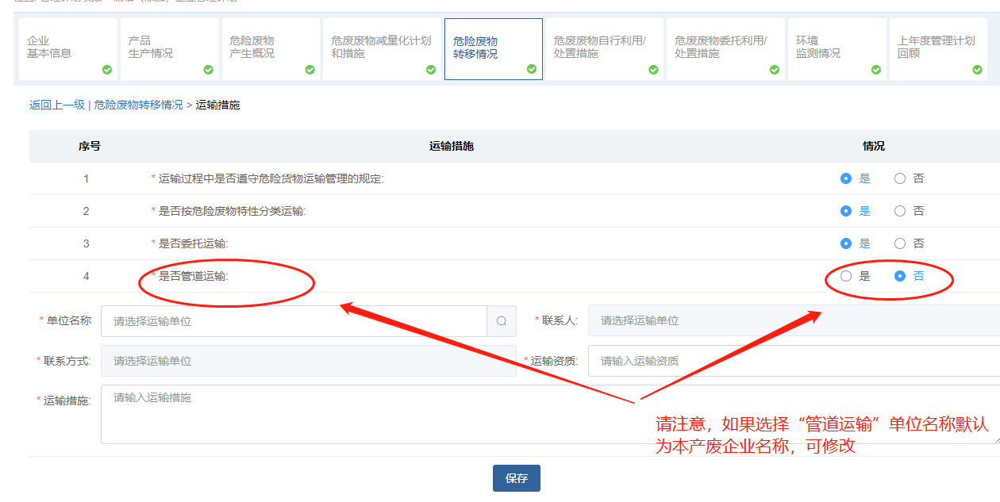 企业
基本信息
产品
生产情况
危险废物
产生概况
危废废物减量化计划
和措施
危险废物
转移情况
危废废物自行利用/
处置措施
危废废物委托利用/
处置措施
环境
监测情况
上年度管理计划
回顾
返回上一级 | 危险废物转移情况 > 运输措施
序号 运输措施 情况
1 * 运输过程中是否遵守危险货物运输管理的规定: 是 否
2 * 是否按危险废物特性分类运输: 是 否
3 * 是否委托运输: 是 否
4 * 是否管道运输: 是 否
* 单位名称 请选择运输单位 * 联系人: 请选择运输单位
* 联系方式: 请选择运输单位 * 运输资质: 请输入运输资质
* 运输措施: 请输入运输措施
请注意，如果选择“管道运输”单位名称默认
为本产废企业名称，可修改
保存